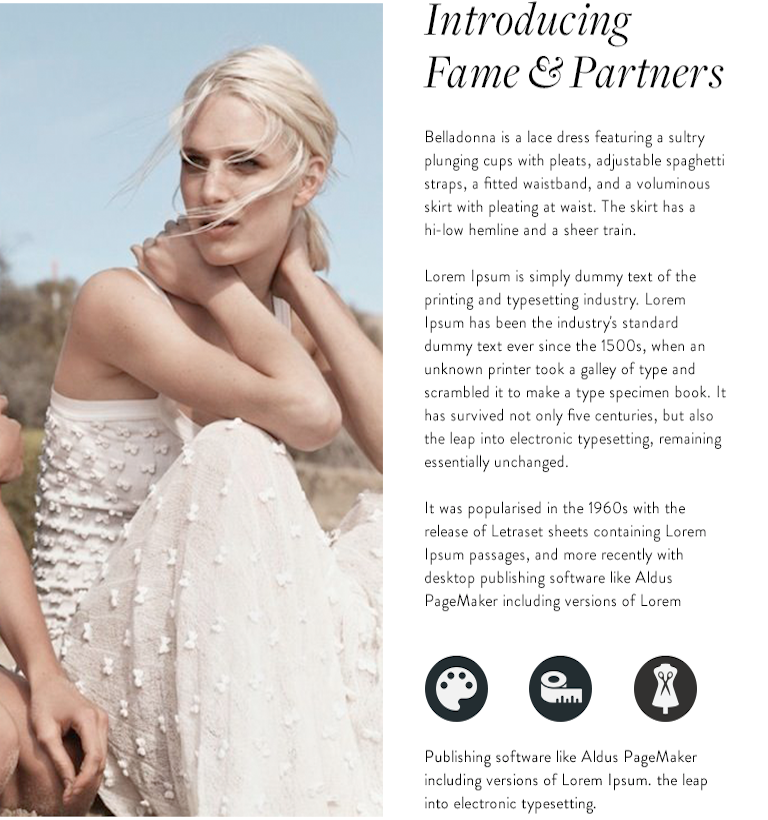 Introducing
Fame & Partners
Belladonna is a lace dress featuring a sultry
plunging cups with pleats, adjustable spaghetti
straps, a fitted waistband, and a voluminous
skirt with pleating at waist. The skirt has a
hi-low hemline and a sheer train.
Lorem Ipsum is simply dummy text of the
printing and typesetting industry. Lorem
Ipsum has been the industry's standard
dummy text ever since the 1500s, when an
unknown printer took a galley of type and
scrambled it to make a type specimen book. It
has survived not only five centuries, but also
the leap into electronic typesetting, remaining
essentially unchanged.
It was popularised in the 1960s with the
release of Letraset sheets containing Lorem
Ipsum passages, and more recently with
desktop publishing software like Aldus
PageMaker including versions of Lorem
Publishing software like Aldus PageMaker
including versions of Lorem Ipsum. the leap
into electronic typesetting.